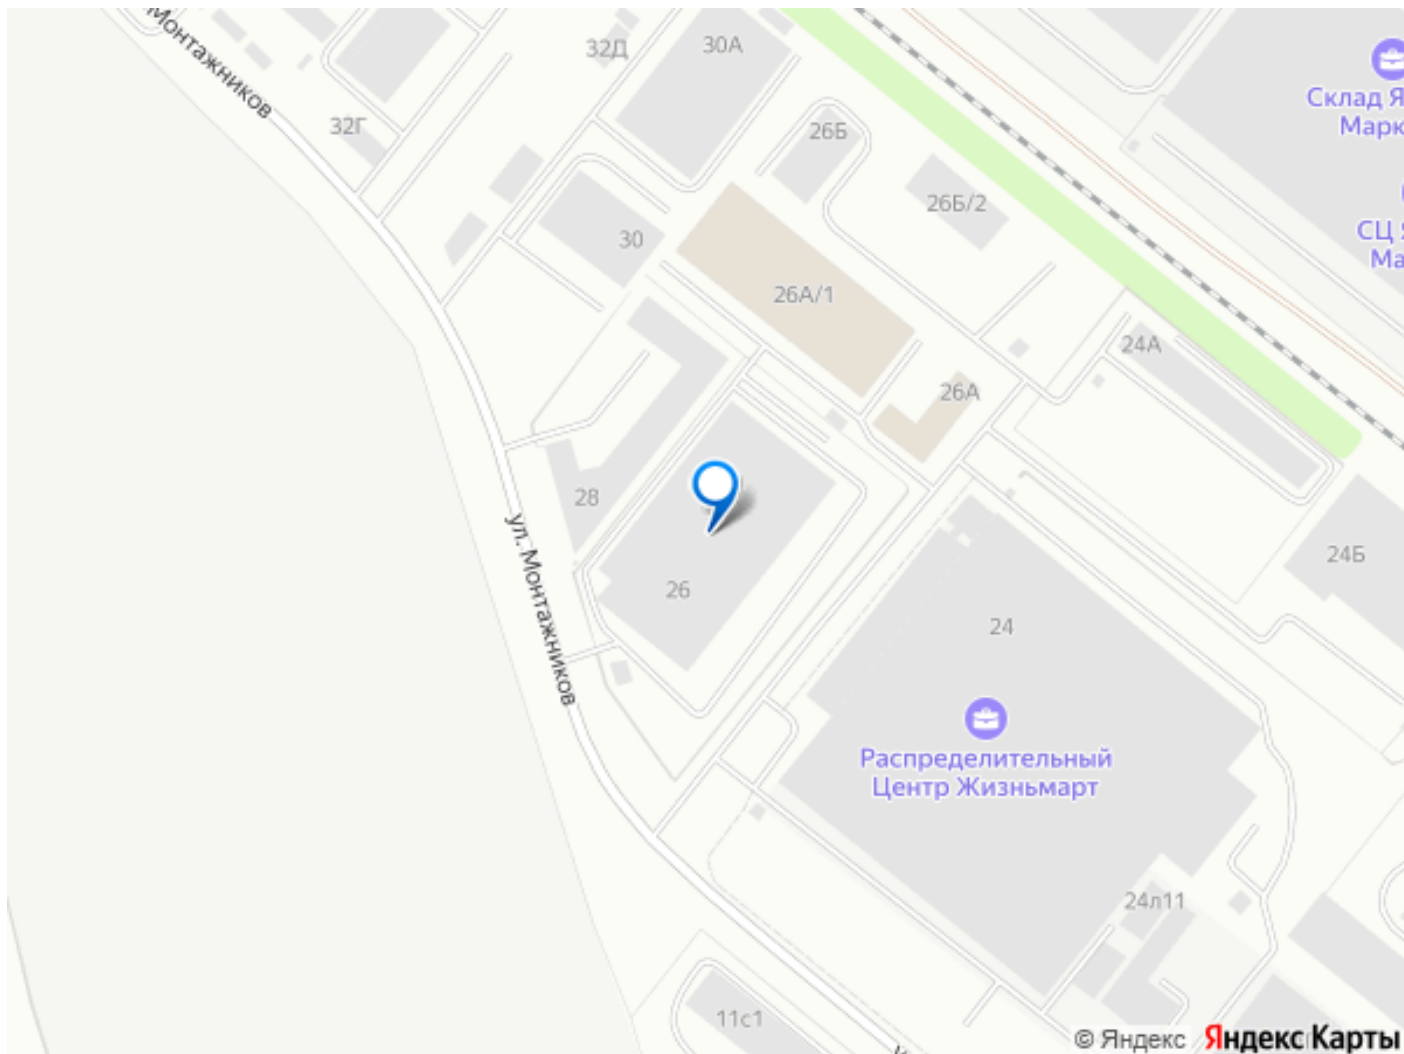 Монтажников
32Д
30А
32Г
26Б
Склад Я
Марк
26Б/2
СЦ
Ма
30
26А/1
24А
26А
28
ул. Монтажников
26
24Б
24
Распределительный
Центр Жизньмарт
24л11
11с1
© Яндекс Яндекс Карты